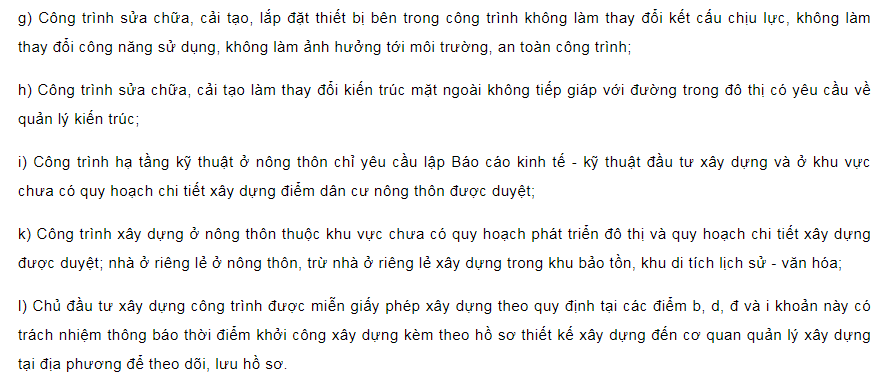 g) Công trình sửa chữa, cải tạo, lắp đặt thiết bị bên trong công trình không làm thay đổi kết cấu chịu lực, không làm
thay đổi công năng sử dụng, không làm ảnh hưởng tới môi trường, an toàn công trình;
h) Công trình sửa chữa, cải tạo làm thay đổi kiến trúc mặt ngoài không tiếp giáp với đường trong đô thị có yêu cầu về
quản lý kiến trúc;
i) Công trình hạ tầng kỹ thuật ở nông thôn chỉ yêu cầu lập Báo cáo kinh tế - kỹ thuật đầu tư xây dựng và ở khu vực
chưa có quy hoạch chi tiết xây dựng điểm dân cư nông thôn được duyệt;
k) Công trình xây dựng ở nông thôn thuộc khu vực chưa có quy hoạch phát triển đô thị và quy hoạch chi tiết xây dựng
được duyệt; nhà ở riêng lẻ ở nông thôn, trừ nhà ở riêng lẻ xây dựng trong khu bảo tồn, khu di tích lịch sử - văn hóa;
l) Chủ đầu tư xây dựng công trình được miễn giấy phép xây dựng theo quy định tại các điểm b, d, đ và i khoản này có
trách nhiệm thông báo thời điểm khởi công xây dựng kèm theo hồ sơ thiết kế xây dựng đến cơ quan quản lý xây dựng
tại địa phương để theo dõi, lưu hồ sơ.